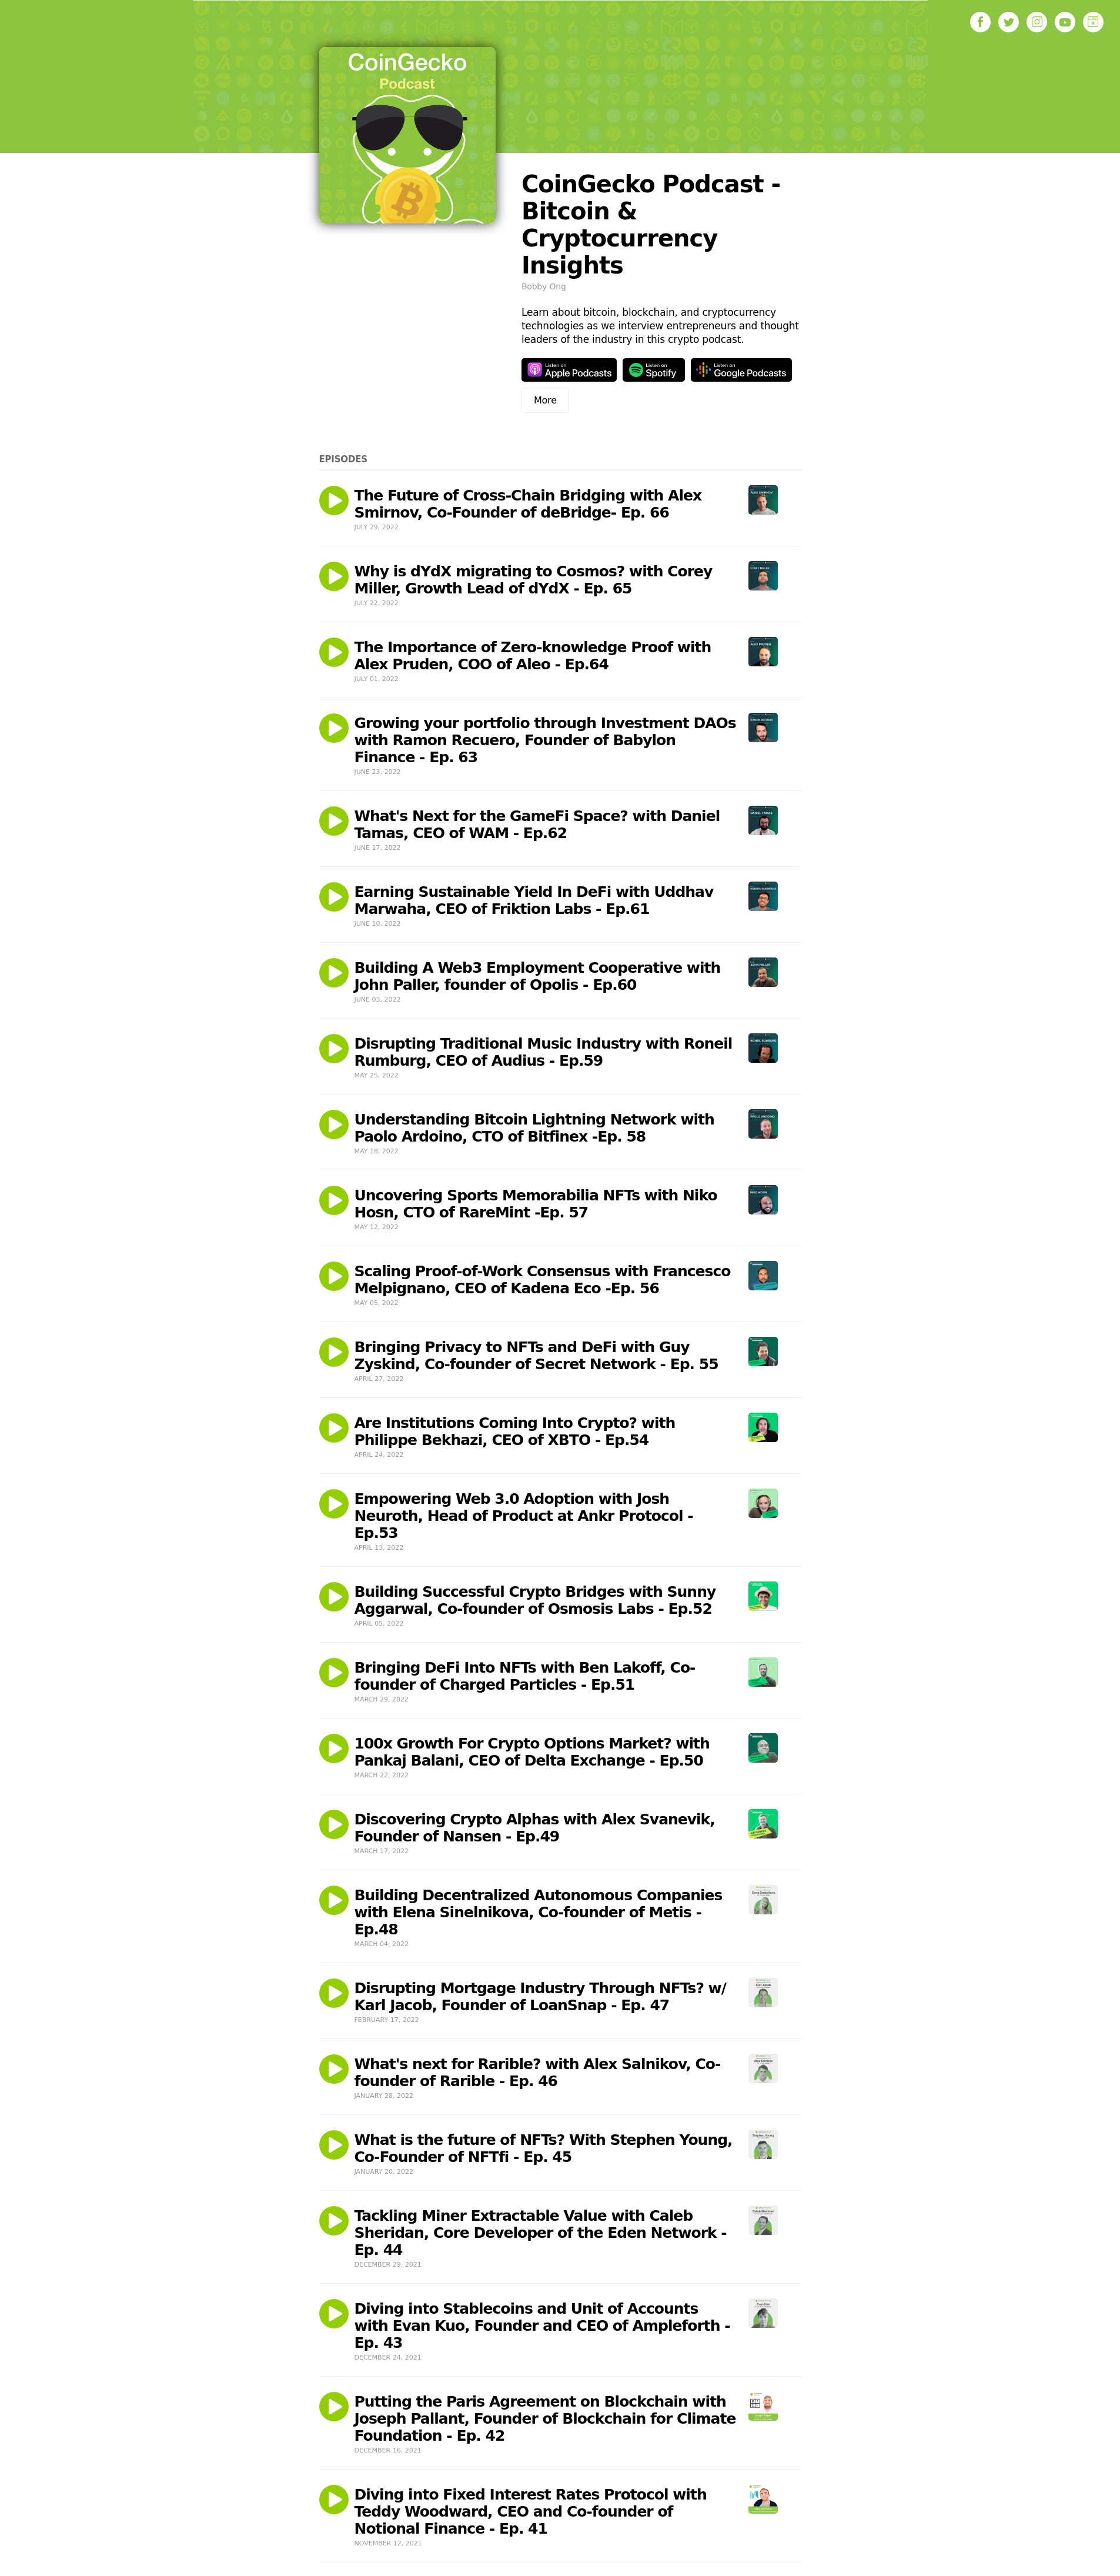 CoinGecko
Podcast
CoinGecko Podcast -
Bitcoin &
Cryptocurrency
Insights
Bobby Ong
Learn about bitcoin, blockchain, and cryptocurrency
technologies as we interview entrepreneurs and thought
leaders of the industry in this crypto podcast.
Listen on
Apple Podcasts
Listen on
Spotify
Listen on
Google Podcasts
More
EPISODES
The Future of Cross-Chain Bridging with Alex
Smirnov, Co-Founder of deBridge- Ep. 66
JULY 29, 2022
Why is dYdX migrating to Cosmos? with Corey
Miller, Growth Lead of dYdX - Ep. 65
JULY 22, 2022
The Importance of Zero-knowledge Proof with
Alex Pruden, COO of Aleo - Ep.64
JULY 01, 2022
Growing your portfolio through Investment DAOs
with Ramon Recuero, Founder of Babylon
Finance - Ep. 63
JUNE 23, 2022
What's Next for the GameFi Space? with Daniel
Tamas, CEO of WAM - Ep.62
JUNE 17, 2022
Earning Sustainable Yield In DeFi with Uddhav
Marwaha, CEO of Friktion Labs - Ep.61
JUNE 10, 2022
Building A Web3 Employment Cooperative with
John Paller, founder of Opolis - Ep.60
JUNE 03, 2022
Disrupting Traditional Music Industry with Roneil
Rumburg, CEO of Audius - Ep.59
MAY 25, 2022
Understanding Bitcoin Lightning Network with
Paolo Ardoino, CTO of Bitfinex -Ep. 58
MAY 18, 2022
Uncovering Sports Memorabilia NFTs with Niko
Hosn, CTO of RareMint -Ep. 57
MAY 12, 2022
Scaling Proof-of-Work Consensus with Francesco
Melpignano, CEO of Kadena Eco -Ep. 56
MAY 05, 2022
Bringing Privacy to NFTs and DeFi with Guy
Zyskind, Co-founder of Secret Network - Ep. 55
APRIL 27, 2022
Are Institutions Coming Into Crypto? with
Philippe Bekhazi, CEO of XBTO - Ep.54
APRIL 24, 2022
Empowering Web 3.0 Adoption with Josh
Neuroth, Head of Product at Ankr Protocol -
Ep.53
APRIL 13, 2022
Building Successful Crypto Bridges with Sunny
Aggarwal, Co-founder of Osmosis Labs - Ep.52
APRIL 05, 2022
Bringing DeFi Into NFTs with Ben Lakoff, Co-
founder of Charged Particles - Ep.51
MARCH 29, 2022
100x Growth For Crypto Options Market? with
Pankaj Balani, CEO of Delta Exchange - Ep.50
MARCH 22, 2022
Discovering Crypto Alphas with Alex Svanevik,
Founder of Nansen - Ep.49
MARCH 17, 2022
Building Decentralized Autonomous Companies
with Elena Sinelnikova, Co-founder of Metis -
Ep.48
MARCH 04, 2022
Disrupting Mortgage Industry Through NFTs? w/
Karl Jacob, Founder of LoanSnap - Ep. 47
FEBRUARY 17, 2022
What's next for Rarible? with Alex Salnikov, Co-
founder of Rarible - Ep. 46
JANUARY 28, 2022
What is the future of NFTs? With Stephen Young,
Co-Founder of NFTfi - Ep. 45
JANUARY 20, 2022
Tackling Miner Extractable Value with Caleb
Sheridan, Core Developer of the Eden Network -
Ep. 44
DECEMBER 29, 2021
Diving into Stablecoins and Unit of Accounts
with Evan Kuo, Founder and CEO of Ampleforth -
Ep. 43
DECEMBER 24, 2021
Putting the Paris Agreement on Blockchain with
Joseph Pallant, Founder of Blockchain for Climate
Foundation - Ep. 42
DECEMBER 16, 2021
Diving into Fixed Interest Rates Protocol with
Teddy Woodward, CEO and Co-founder of
Notional Finance - Ep. 41
NOVEMBER 12, 2021